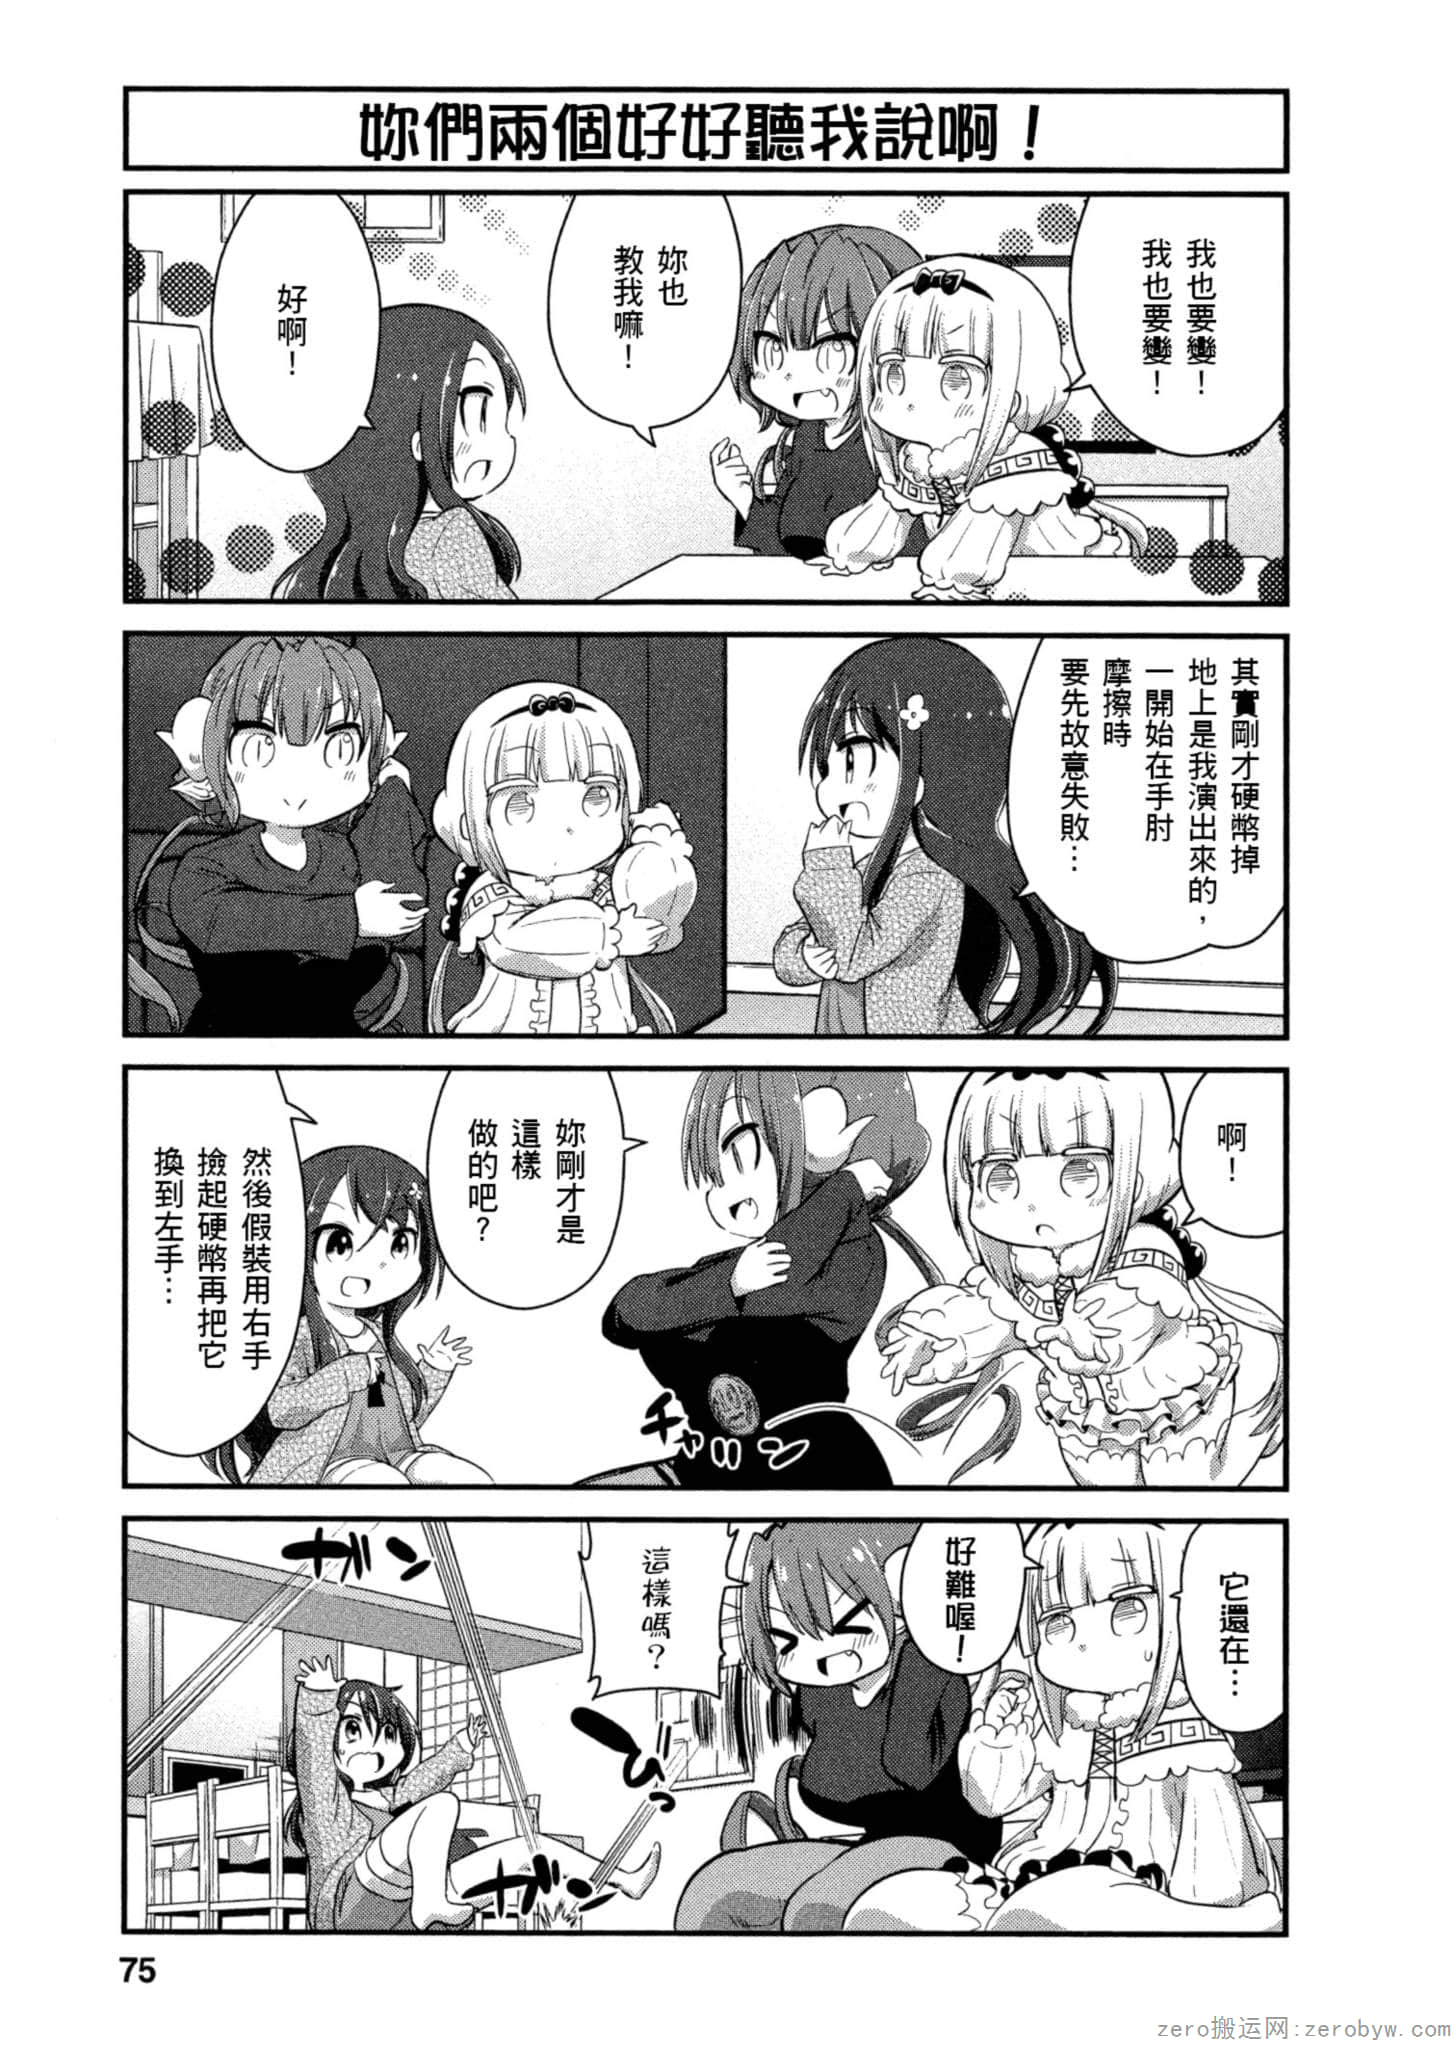 妳們兩個好好聽我說啊！
我也要變！
我也要變！
妳也
教我嘛！
好啊！
其實剛才硬幣掉
地上是我演出來的，
一開始在手肘
摩擦時
要先故意失敗…
啊！
妳剛才是
這樣
做的吧？
チャリン
然後假裝用右手
撿起硬幣再把它
換到左手…
它還在…
好難喔！
這樣嗎？
ガギン
ひっ
ガギン
75
zero搬运网:zerobyw.com